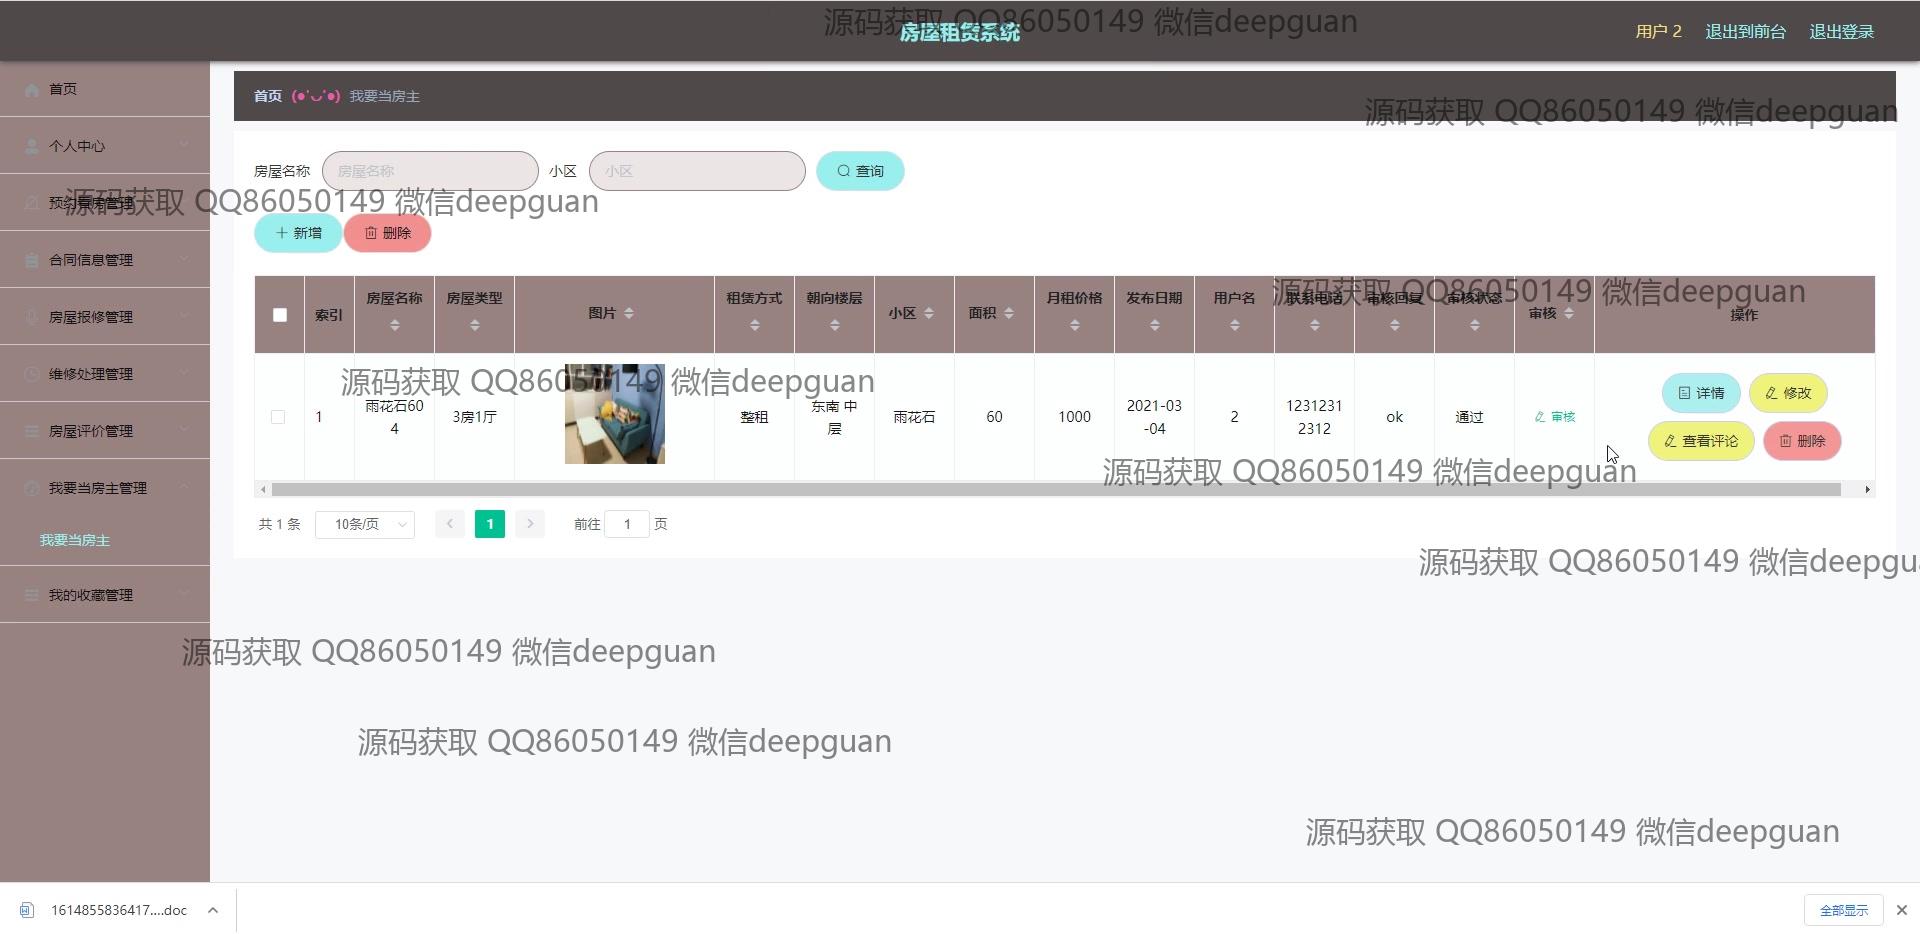 房屋租赁系统
用户 2 退出到前台 退出登录
源码获取 QQ86050149 微信deepguan
首页
个人中心
预约看房管理
合同信息管理
房屋报修管理
维修处理管理
房屋评价管理
我要当房主管理
我要当房主
我的收藏管理
首页 (●'◡'●) 我要当房主
源码获取 QQ86050149 微信deepguan
房屋名称 房屋名称 小区 小区 查询
源码获取 QQ86050149 微信deepguan
新增 删除
索引 房屋名称 房屋类型 图片 租赁方式 朝向楼层 小区 面积 月租价格 发布日期 用户名 联系电话 审核回复 审核状态 审核 操作
源码获取 QQ86050149 微信deepguan
源码获取 QQ86050149 微信deepguan
1 雨花石604 3房1厅 整租 东南 中层 雨花石 60 1000 2021-03-04 2 12312312312 ok 通过 审核
详情 修改
查看评论 删除
源码获取 QQ86050149 微信deepguan
共 1 条 10条/页 1 前往 1 页
源码获取 QQ86050149 微信deepgu
源码获取 QQ86050149 微信deepguan
源码获取 QQ86050149 微信deepguan
源码获取 QQ86050149 微信deepguan
1614855836417....doc
全部显示